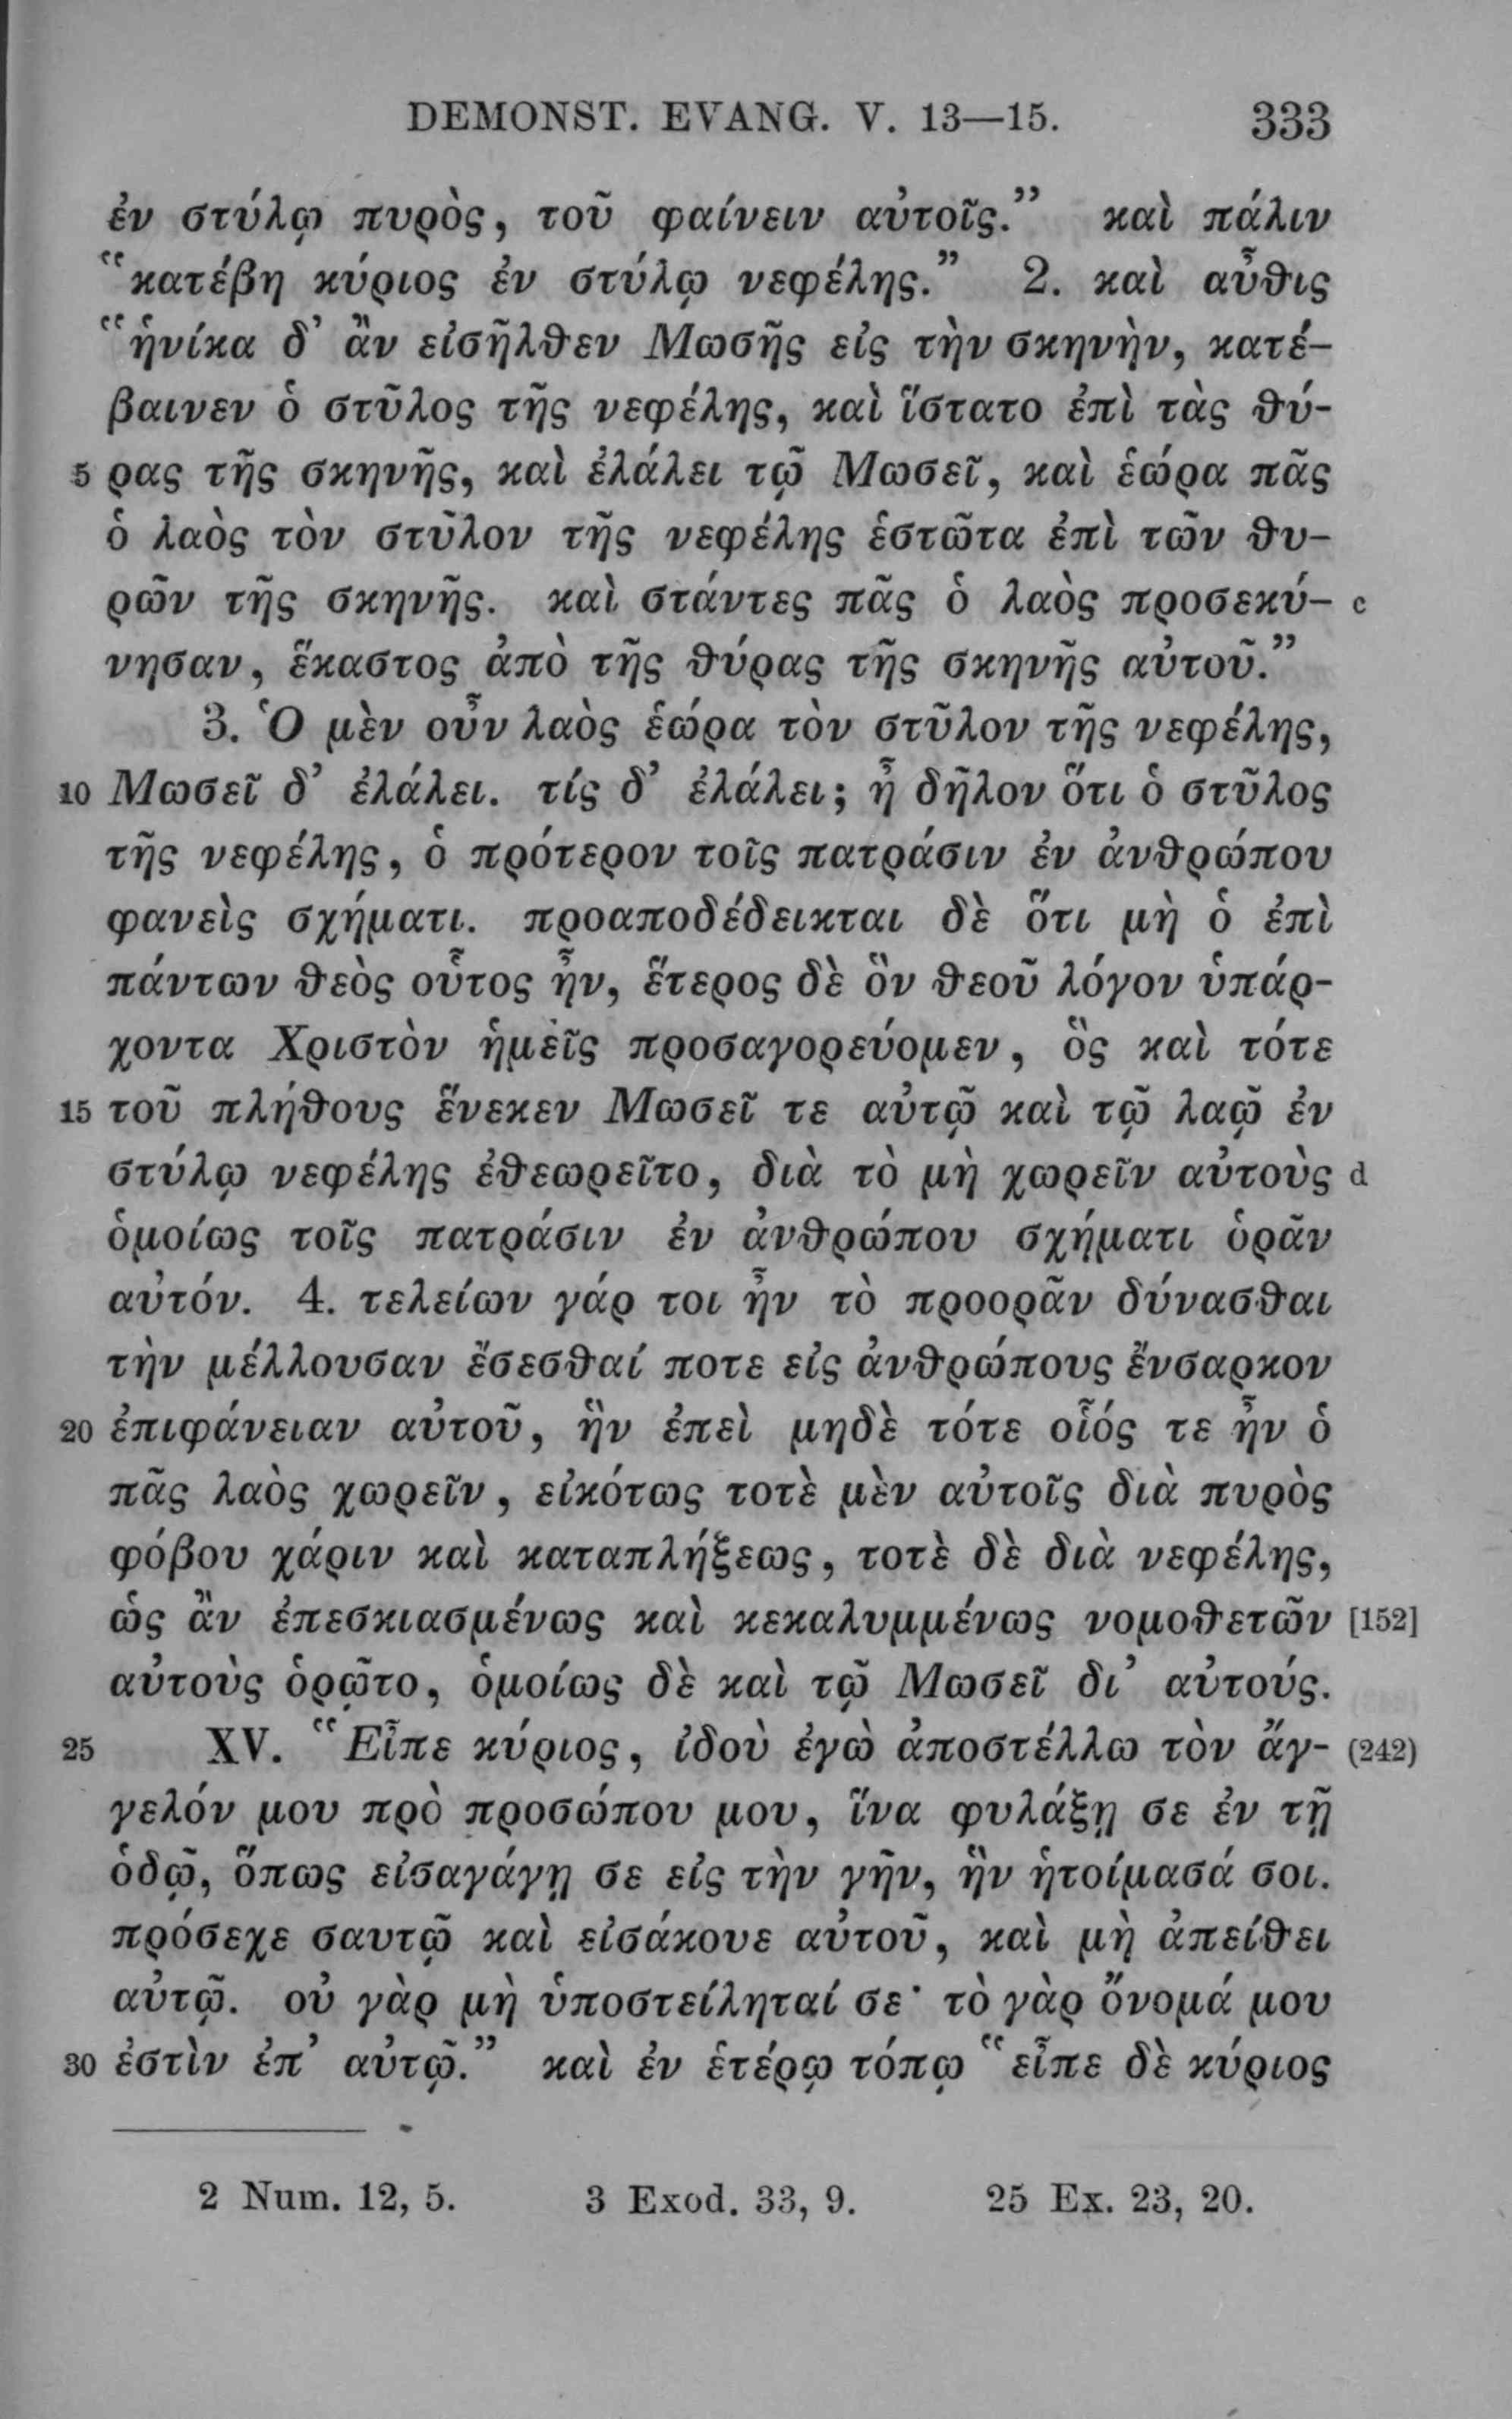 DEMONST. EVANG. V. 13—15. 333
ἐν στύλῳ πυρὸς, τοῦ φαίνειν αὐτοῖς.” καὶ πάλιν
“κατέβη κύριος ἐν στύλῳ νεφέλης.” 2. καὶ αὖθις
“ἡνίκα δ’ ἂν εἰσῆλθεν Μωσῆς εἰς τὴν σκηνὴν, κατέ-
βαινεν ὁ στῦλος τῆς νεφέλης, καὶ ἵστατο ἐπὶ τὰς θύ-
5 ρας τῆς σκηνῆς, καὶ ἐλάλει τῷ Μωσεῖ, καὶ ἑώρα πᾶς
ὁ λαὸς τὸν στῦλον τῆς νεφέλης ἑστῶτα ἐπὶ τῶν θυ-
ρῶν τῆς σκηνῆς. καὶ στάντες πᾶς ὁ λαὸς προσεκύ- c
νησαν, ἕκαστος ἀπὸ τῆς θύρας τῆς σκηνῆς αὐτοῦ.”
3. Ὁ μὲν οὖν λαὸς ἑώρα τὸν στῦλον τῆς νεφέλης,
10 Μωσεῖ δ’ ἐλάλει. τίς δ’ ἐλάλει; ἦ δῆλον ὅτι ὁ στῦλος
τῆς νεφέλης, ὁ πρότερον τοῖς πατράσιν ἐν ἀνθρώπου
φανεὶς σχήματι. προαποδέδεικται δὲ ὅτι μὴ ὁ ἐπὶ
πάντων θεὸς οὗτος ἦν, ἕτερος δὲ ὃν θεοῦ λόγον ὑπάρ-
χοντα Χριστὸν ἡμεῖς προσαγορεύομεν, ὃς καὶ τότε
15 τοῦ πλήθους ἕνεκεν Μωσεῖ τε αὐτῷ καὶ τῷ λαῷ ἐν
στύλῳ νεφέλης ἐθεωρεῖτο, διὰ τὸ μὴ χωρεῖν αὐτοὺς d
ὁμοίως τοῖς πατράσιν ἐν ἀνθρώπου σχήματι ὁρᾶν
αὐτόν. 4. τελείων γάρ τοι ἦν τὸ προορᾶν δύνασθαι
τὴν μέλλουσαν ἔσεσθαί ποτε εἰς ἀνθρώπους ἔνσαρκον
20 ἐπιφάνειαν αὐτοῦ, ἣν ἐπεὶ μηδὲ τότε οἷός τε ἦν ὁ
πᾶς λαὸς χωρεῖν, εἰκότως τοτὲ μὲν αὐτοῖς διὰ πυρὸς
φόβου χάριν καὶ καταπλήξεως, τοτὲ δὲ διὰ νεφέλης,
ὡς ἂν ἐπεσκιασμένως καὶ κεκαλυμμένως νομοθετῶν [152]
αὐτοὺς ὁρῷτο, ὁμοίως δὲ καὶ τῷ Μωσεῖ δι’ αὐτούς.
25 XV. “Εἶπε κύριος, ἰδοὺ ἐγὼ ἀποστέλλω τὸν ἄγ- (242)
γελόν μου πρὸ προσώπου μου, ἵνα φυλάξῃ σε ἐν τῇ
ὁδῷ, ὅπως εἰσαγάγῃ σε εἰς τὴν γῆν, ἣν ἡτοίμασά σοι.
πρόσεχε σαυτῷ καὶ εἰσάκουε αὐτοῦ, καὶ μὴ ἀπείθει
αὐτῷ. οὐ γὰρ μὴ ὑποστείληταί σε· τὸ γὰρ ὄνομά μου
30 ἐστὶν ἐπ’ αὐτῷ.” καὶ ἐν ἑτέρῳ τόπῳ “εἶπε δὲ κύριος
2 Num. 12, 5. 3 Exod. 33, 9. 25 Ex. 23, 20.